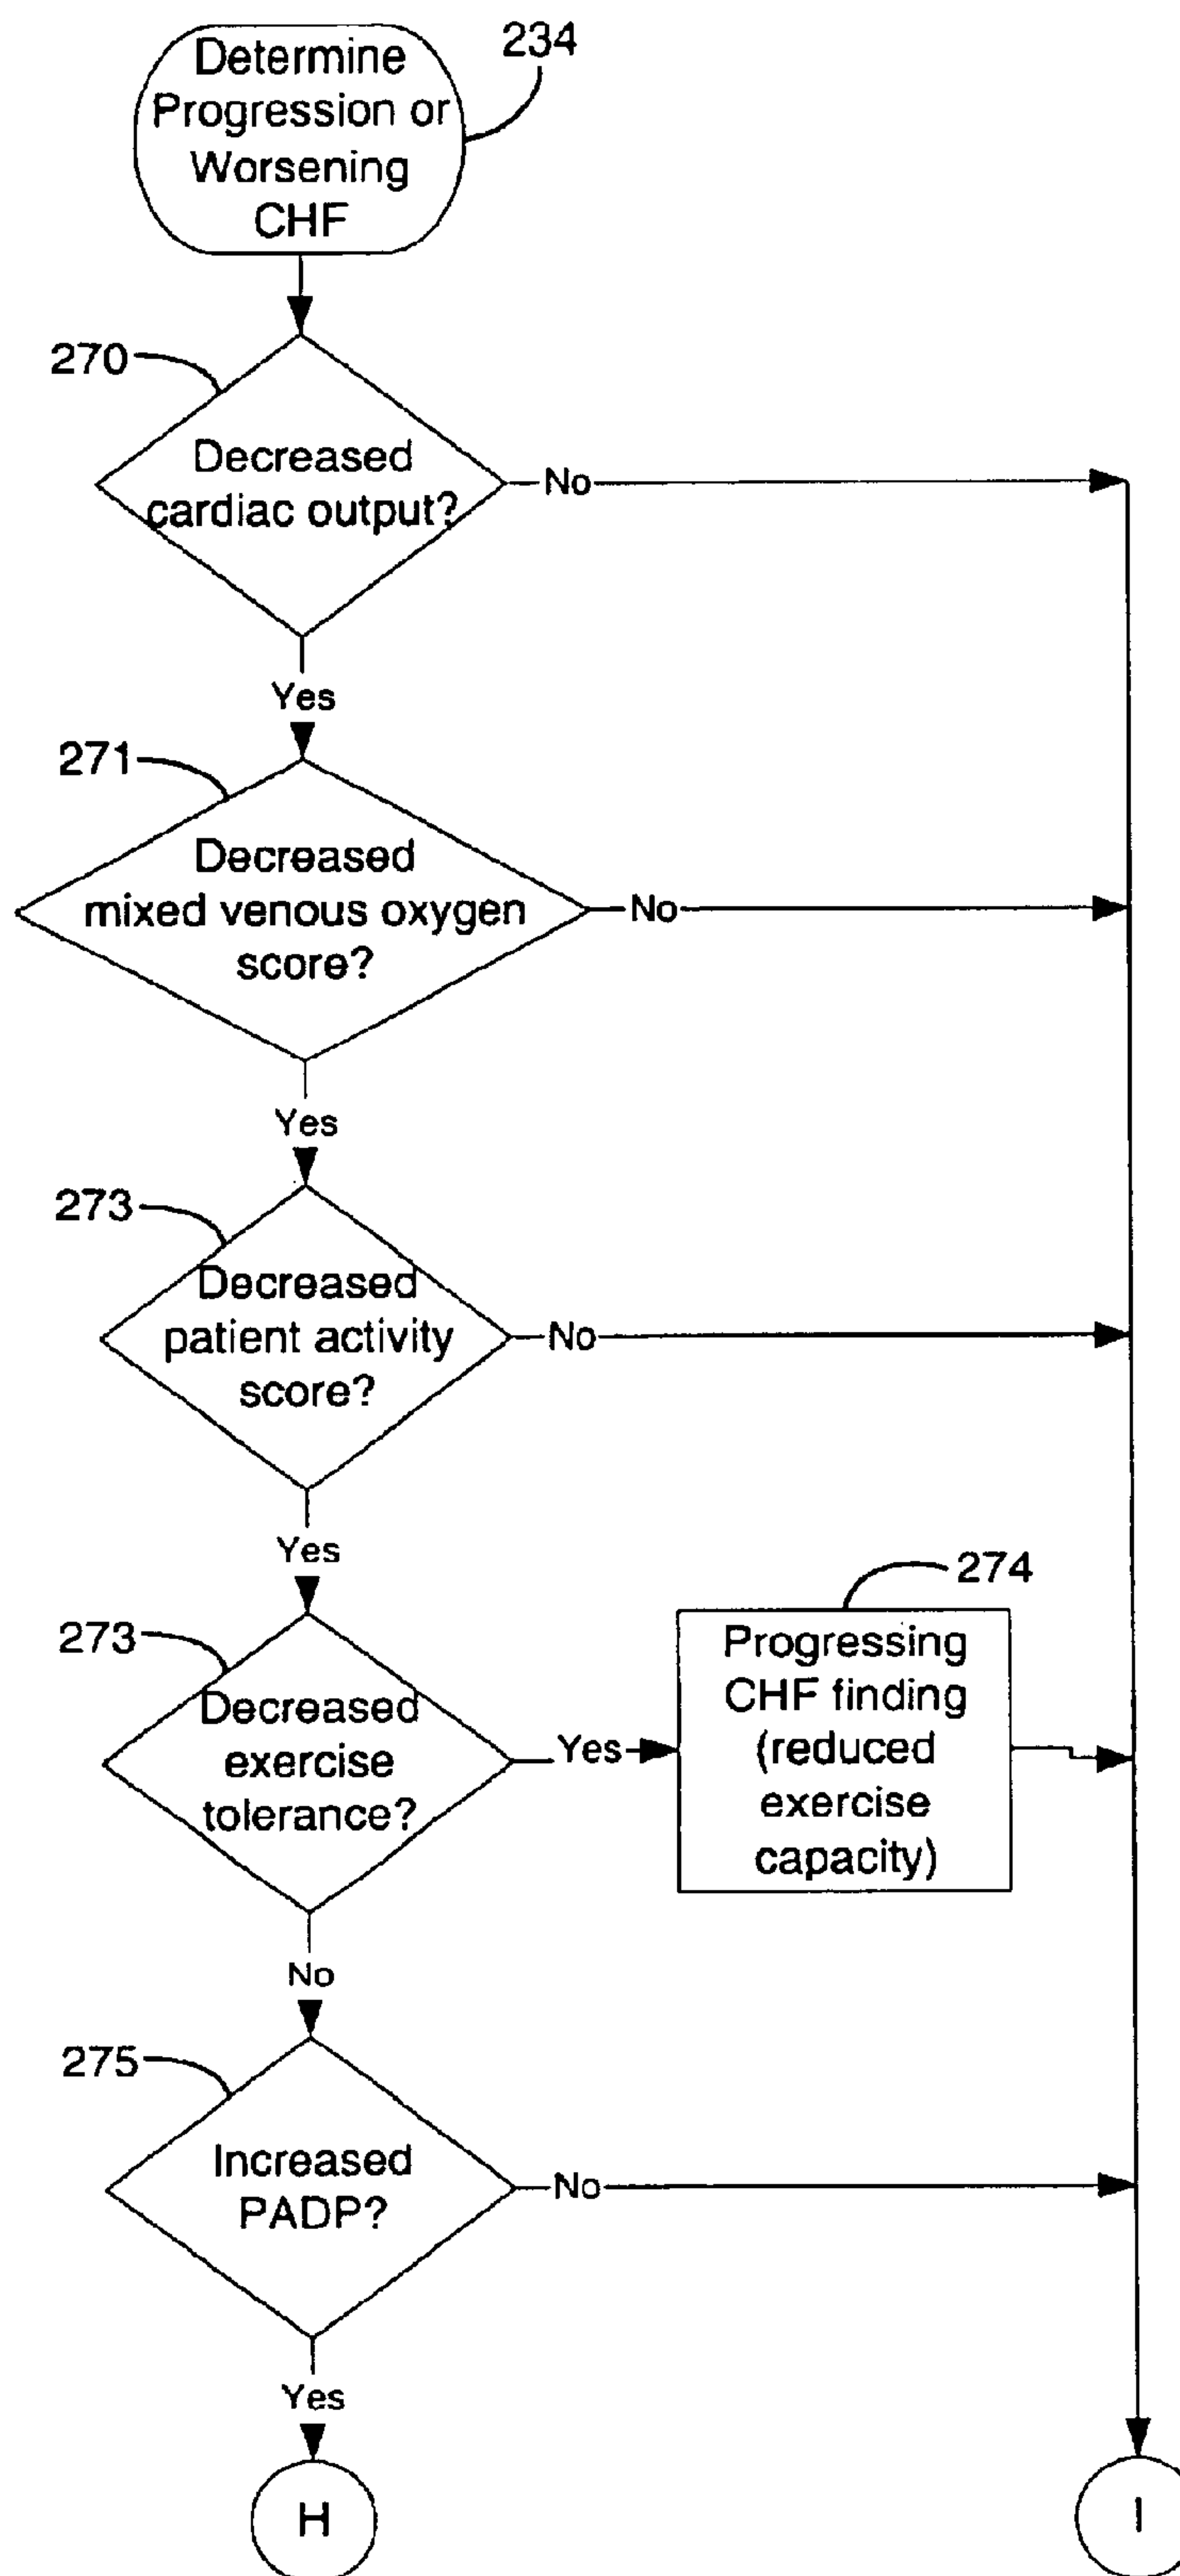 Determine
Progression or
Worsening
CHF
234
270
Decreased
cardiac output?
No
Yes
271
Decreased
mixed venous oxygen
score?
No
Yes
273
Decreased
patient activity
score?
No
Yes
273
Decreased
exercise
tolerance?
Yes
274
Progressing
CHF finding
(reduced
exercise
capacity)
No
275
Increased
PADP?
No
Yes
H
I